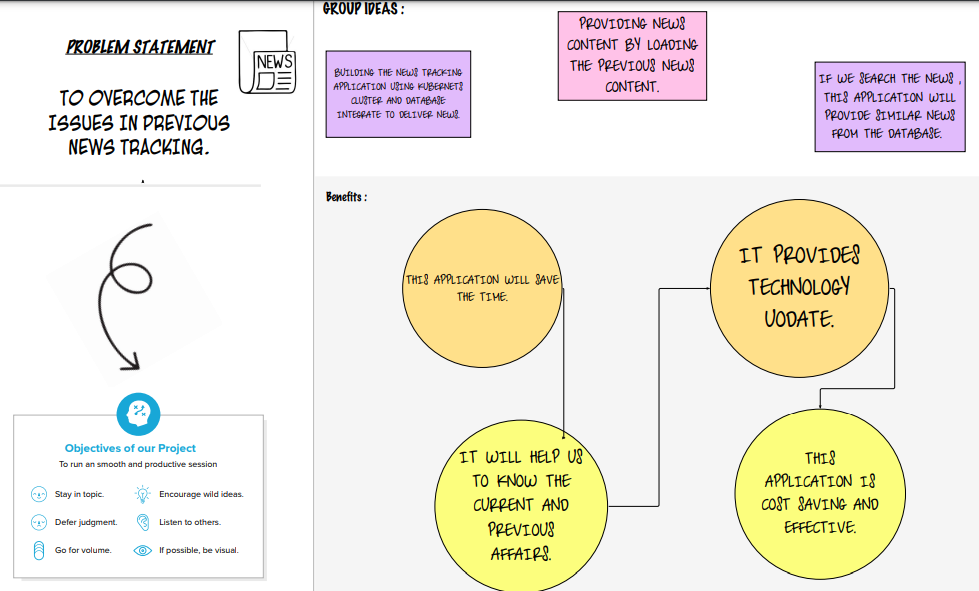 PROBLEM STATEMENT
NEWS
TO OVERCOME THE
ISSUES IN PREVIOUS
NEWS TRACKING.
Objectives of our Project
To run an smooth and productive session
Stay in topic.
Encourage wild ideas.
Defer judgment.
Listen to others.
Go for volume.
If possible, be visual.
GROUP IDEAS :
BUILDING THE NEWS TRACKING
APPLICATION USING KUBERNETS
CLUSTER AND DATABASE
INTEGRATE TO DELIVER NEWS.
PROVIDING NEWS
CONTENT BY LOADING
THE PREVIOUS NEWS
CONTENT.
IF WE SEARCH THE NEWS ,
THIS APPLICATION WILL
PROVIDE SIMILAR NEWS
FROM THE DATABASE.
Benefits :
THIS APPLICATION WILL SAVE
THE TIME.
IT WILL HELP US
TO KNOW THE
CURRENT AND
PREVIOUS
AFFAIRS.
IT PROVIDES
TECHNOLOGY
UODATE.
THIS
APPLICATION IS
COST SAVING AND
EFFECTIVE.